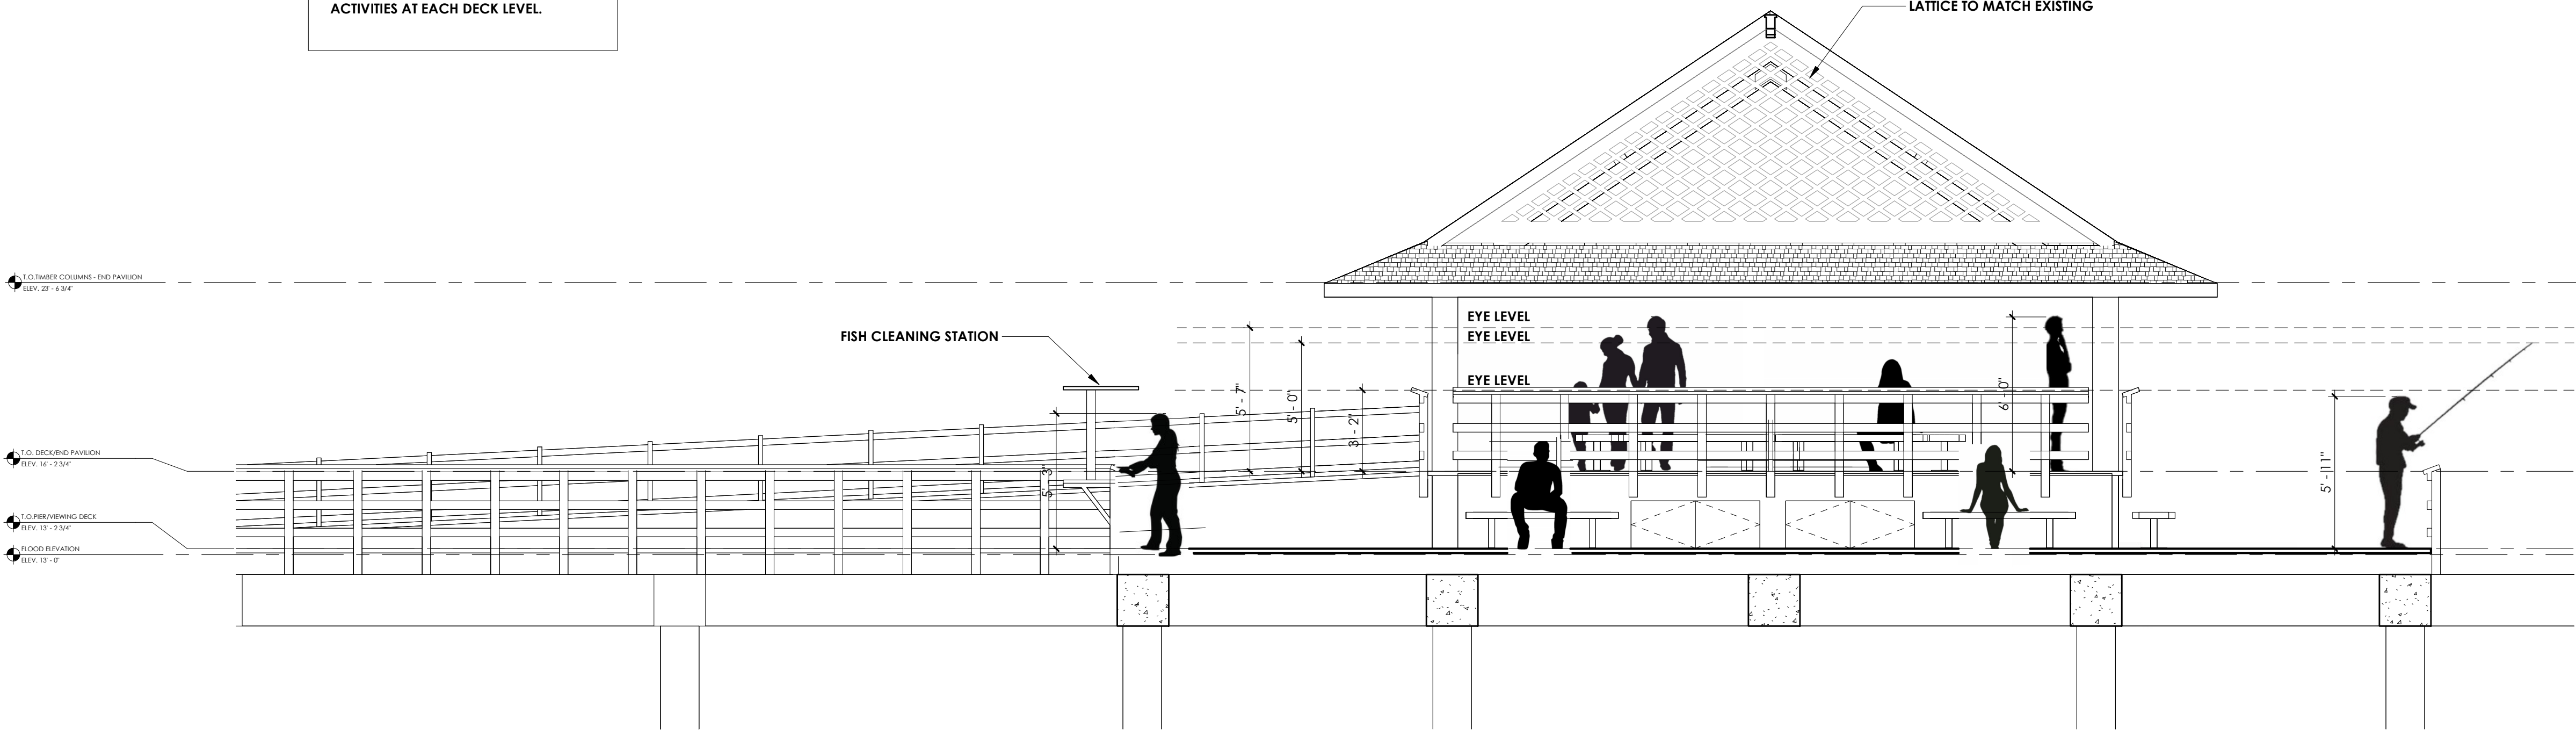 ACTIVITIES AT EACH DECK LEVEL.
LATTICE TO MATCH EXISTING
T.O.TIMBER COLUMNS - END PAVILION
ELEV. 23' - 6 3/4"
FISH CLEANING STATION
EYE LEVEL
EYE LEVEL
EYE LEVEL
5' - 7"
5' - 0"
3' - 2"
6' - 0"
5' - 3"
5' - 11"
T.O. DECK/END PAVILION
ELEV. 16' - 2 3/4"
T.O.PIER/VIEWING DECK
ELEV. 13' - 2 3/4"
FLOOD ELEVATION
ELEV. 13' - 0"